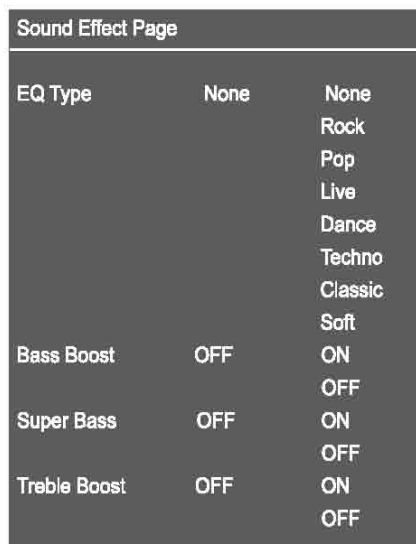 Sound Effect Page
EQ Type None None
Rock
Pop
Live
Dance
Techno
Classic
Soft
Bass Boost OFF ON
OFF
Super Bass OFF ON
OFF
Treble Boost OFF ON
OFF